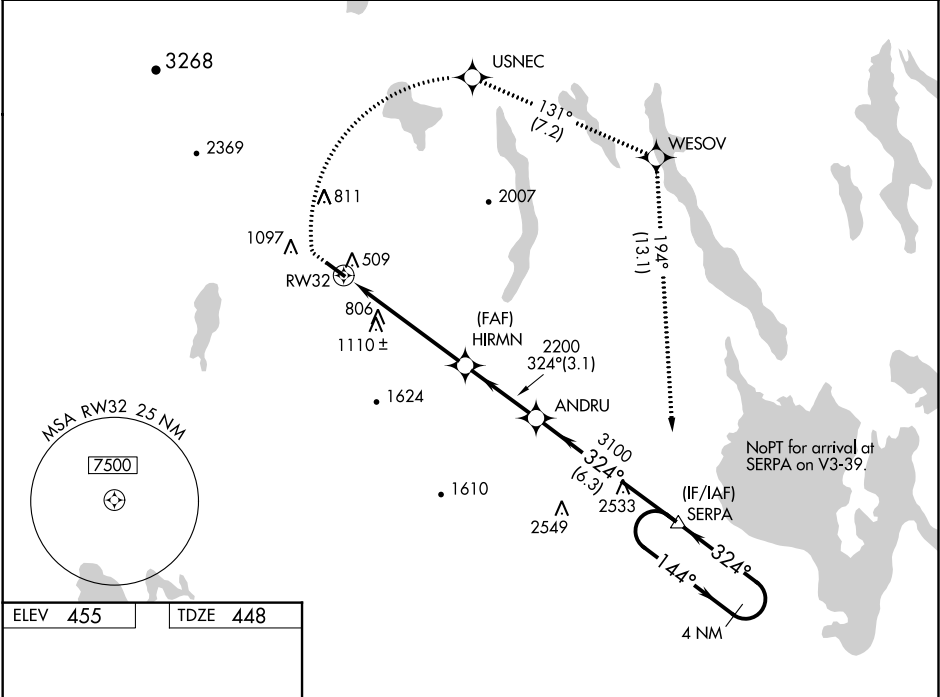 3268
USNEC
131°
(7.2)
WESOV
2369
811
2007
1097
509
RW32
194°
(13.1)
806
1110 ±
(FAF)
HIRMN
2200
324°(3.1)
1624
ANDRU
MSA RW32 25 NM
7500
3100
324°
(6.3)
NoPT for arrival at
SERPA on V3-39.
1610
2549
2533
(IF/IAF)
SERPA
324°
144°
4 NM
ELEV 455
TDZE 448